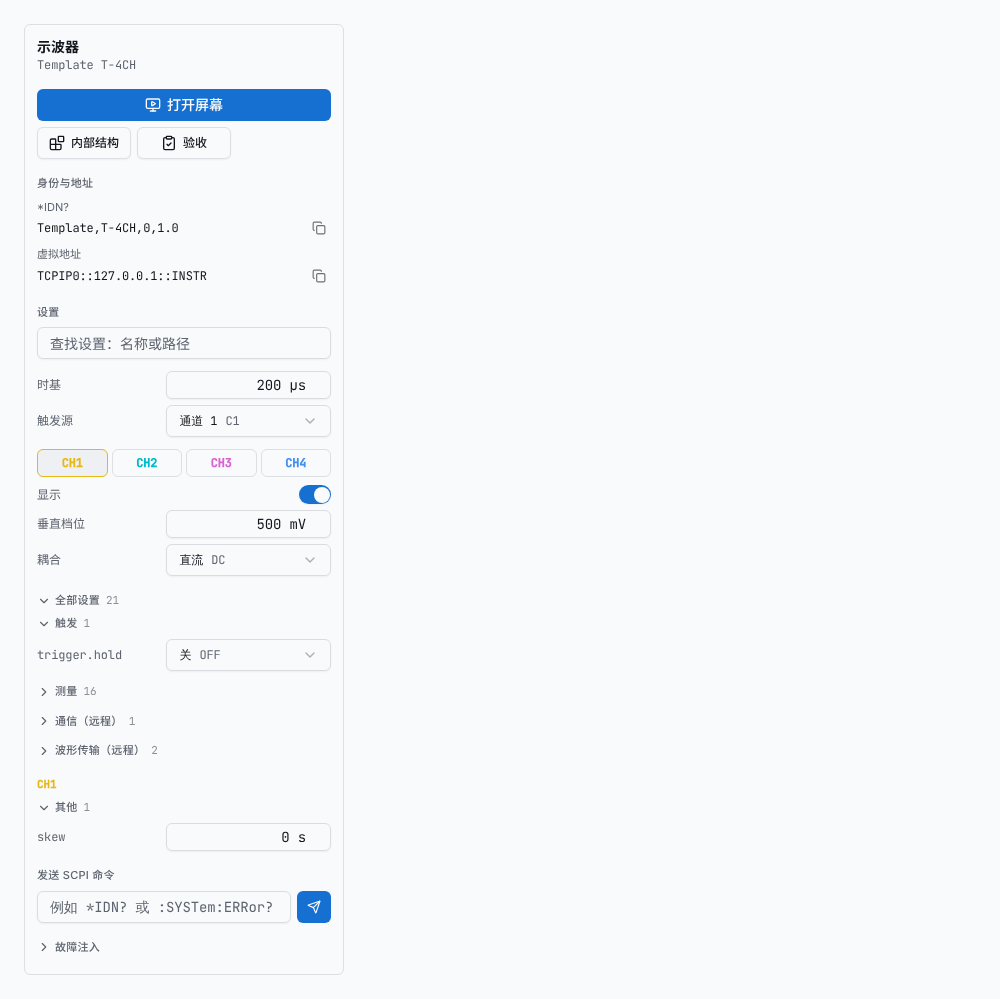 示波器
Template T-4CH
打开屏幕
内部结构 验收
身份与地址
*IDN?
Template,T-4CH,0,1.0
虚拟地址
TCPIP0::127.0.0.1::INSTR
设置
查找设置：名称或路径
时基 200 µs
触发源 通道 1 C1
CH1 CH2 CH3 CH4
显示
垂直档位 500 mV
耦合 直流 DC
全部设置 21
触发 1
trigger.hold 关 OFF
测量 16
通信（远程） 1
波形传输（远程） 2
CH1
其他 1
skew 0 s
发送 SCPI 命令
例如 *IDN? 或 :SYSTem:ERRor?
故障注入